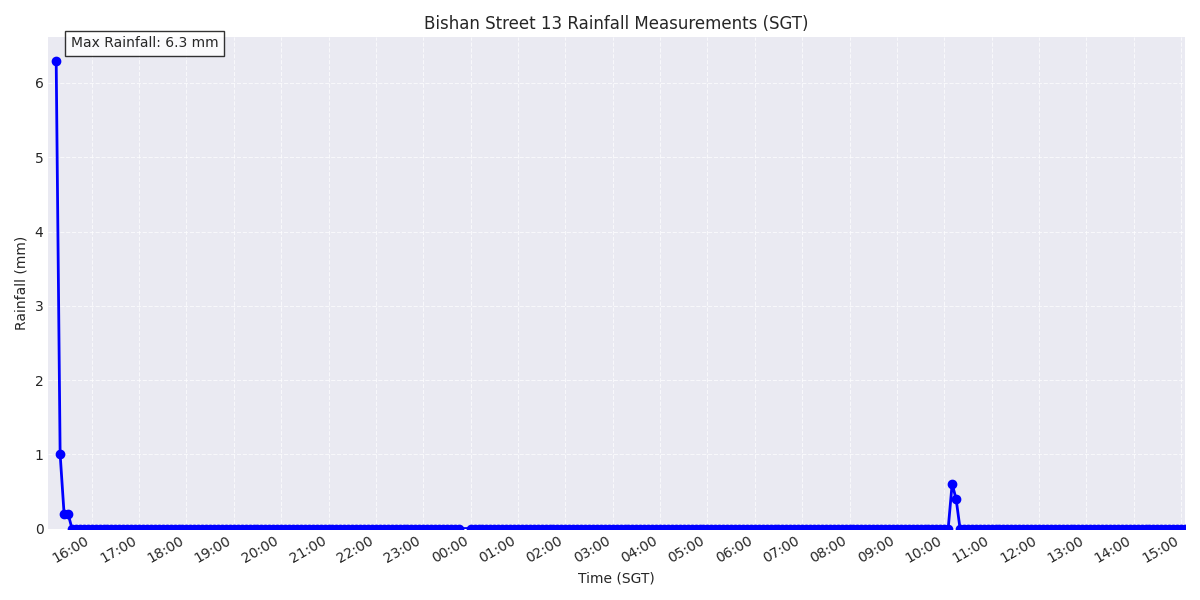 Bishan Street 13 Rainfall Measurements (SGT)
Max Rainfall: 6.3 mm
Rainfall (mm)
6
5
4
3
2
1
0
16:00 17:00 18:00 19:00 20:00 21:00 22:00 23:00 00:00 01:00 02:00 03:00 04:00 05:00 06:00 07:00 08:00 09:00 10:00 11:00 12:00 13:00 14:00 15:00
Time (SGT)